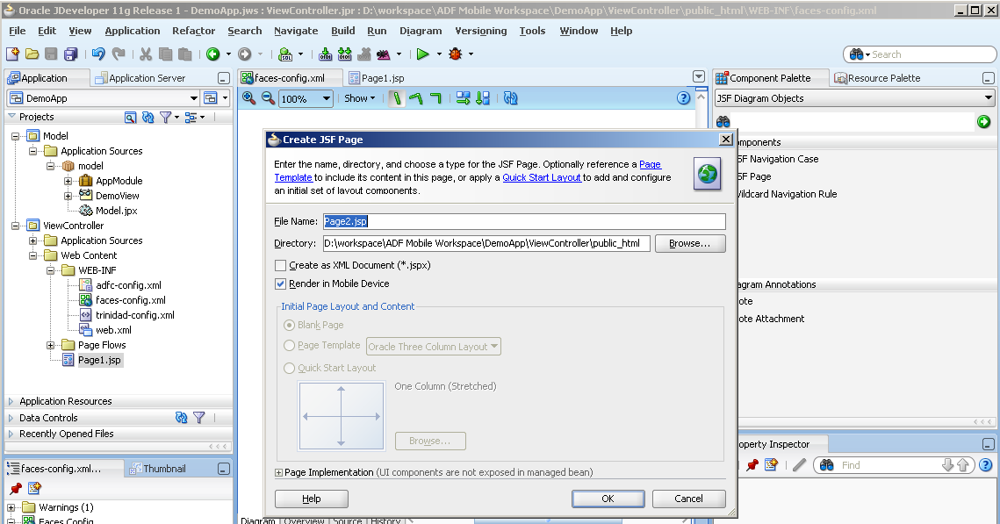 Oracle JDeveloper 11g Release 1 - DemoApp.jws : ViewController.jpr : D:\workspace\ADF Mobile Workspace\DemoApp\ViewController\public_html\WEB-INF\faces-config.xml
File Edit View Application Refactor Search Navigate Build Run Diagram Versioning Tools Window Help
Search
Application Application Server
faces-config.xml Page1.jsp
Component Palette Resource Palette
DemoApp
100% Show
JSF Diagram Objects
Projects
Model
Application Sources
model
AppModule
DemoView
Model.jpx
ViewController
Application Sources
Web Content
WEB-INF
adfc-config.xml
faces-config.xml
trinidad-config.xml
web.xml
Page Flows
Page1.jsp
Application Resources
Data Controls
Recently Opened Files
faces-config.xml... Thumbnail
Warnings (1)
Faces Config
Create JSF Page
Enter the name, directory, and choose a type for the JSF Page. Optionally reference a Page
Template to include its content in this page, or apply a Quick Start Layout to add and configure
an initial set of layout components.
File Name: Page2.jsp
Directory: D:\workspace\ADF Mobile Workspace\DemoApp\ViewController\public_html Browse...
Create as XML Document (*.jspx)
Render in Mobile Device
Initial Page Layout and Content
Blank Page
Page Template Oracle Three Column Layout
Quick Start Layout
One Column (Stretched)
Browse...
Page Implementation (UI components are not exposed in managed bean)
Help OK Cancel
Diagram Overview Source History
omponents
SF Navigation Case
SF Page
Wildcard Navigation Rule
agram Annotations
ote
ote Attachment
operty Inspector
Find